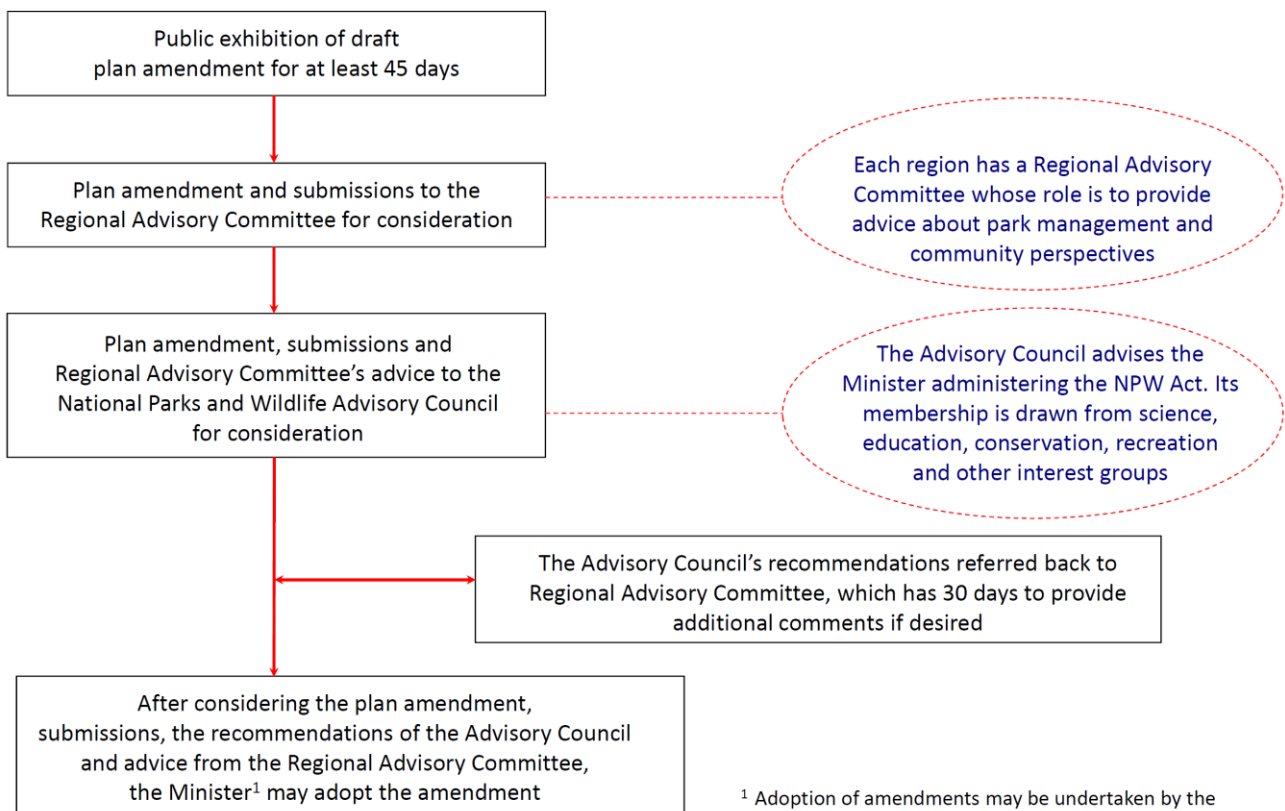 Public exhibition of draft
plan amendment for at least 45 days
Plan amendment and submissions to the
Regional Advisory Committee for consideration
Each region has a Regional Advisory
Committee whose role is to provide
advice about park management and
community perspectives
Plan amendment, submissions and
Regional Advisory Committee’s advice to the
National Parks and Wildlife Advisory Council
for consideration
The Advisory Council advises the
Minister administering the NPW Act. Its
membership is drawn from science,
education, conservation, recreation
and other interest groups
The Advisory Council’s recommendations referred back to
Regional Advisory Committee, which has 30 days to provide
additional comments if desired
After considering the plan amendment,
submissions, the recommendations of the Advisory Council
and advice from the Regional Advisory Committee,
the Minister¹ may adopt the amendment
¹ Adoption of amendments may be undertaken by the